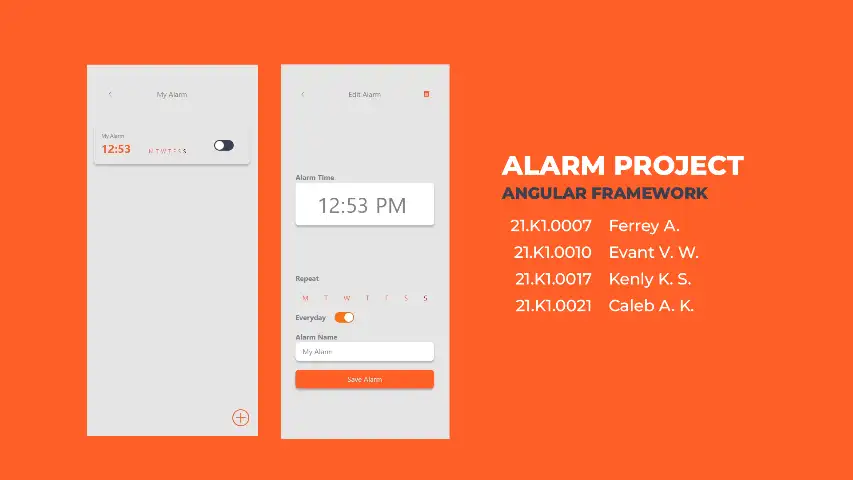 My Alarm
My Alarm
12:53
M T W T F S S
Edit Alarm
Alarm Time
12:53 PM
Repeat
M T W T F S S
Everyday
Alarm Name
My Alarm
Save Alarm
ALARM PROJECT
ANGULAR FRAMEWORK
21.K1.0007 Ferrey A.
21.K1.0010 Evant V. W.
21.K1.0017 Kenly K. S.
21.K1.0021 Caleb A. K.